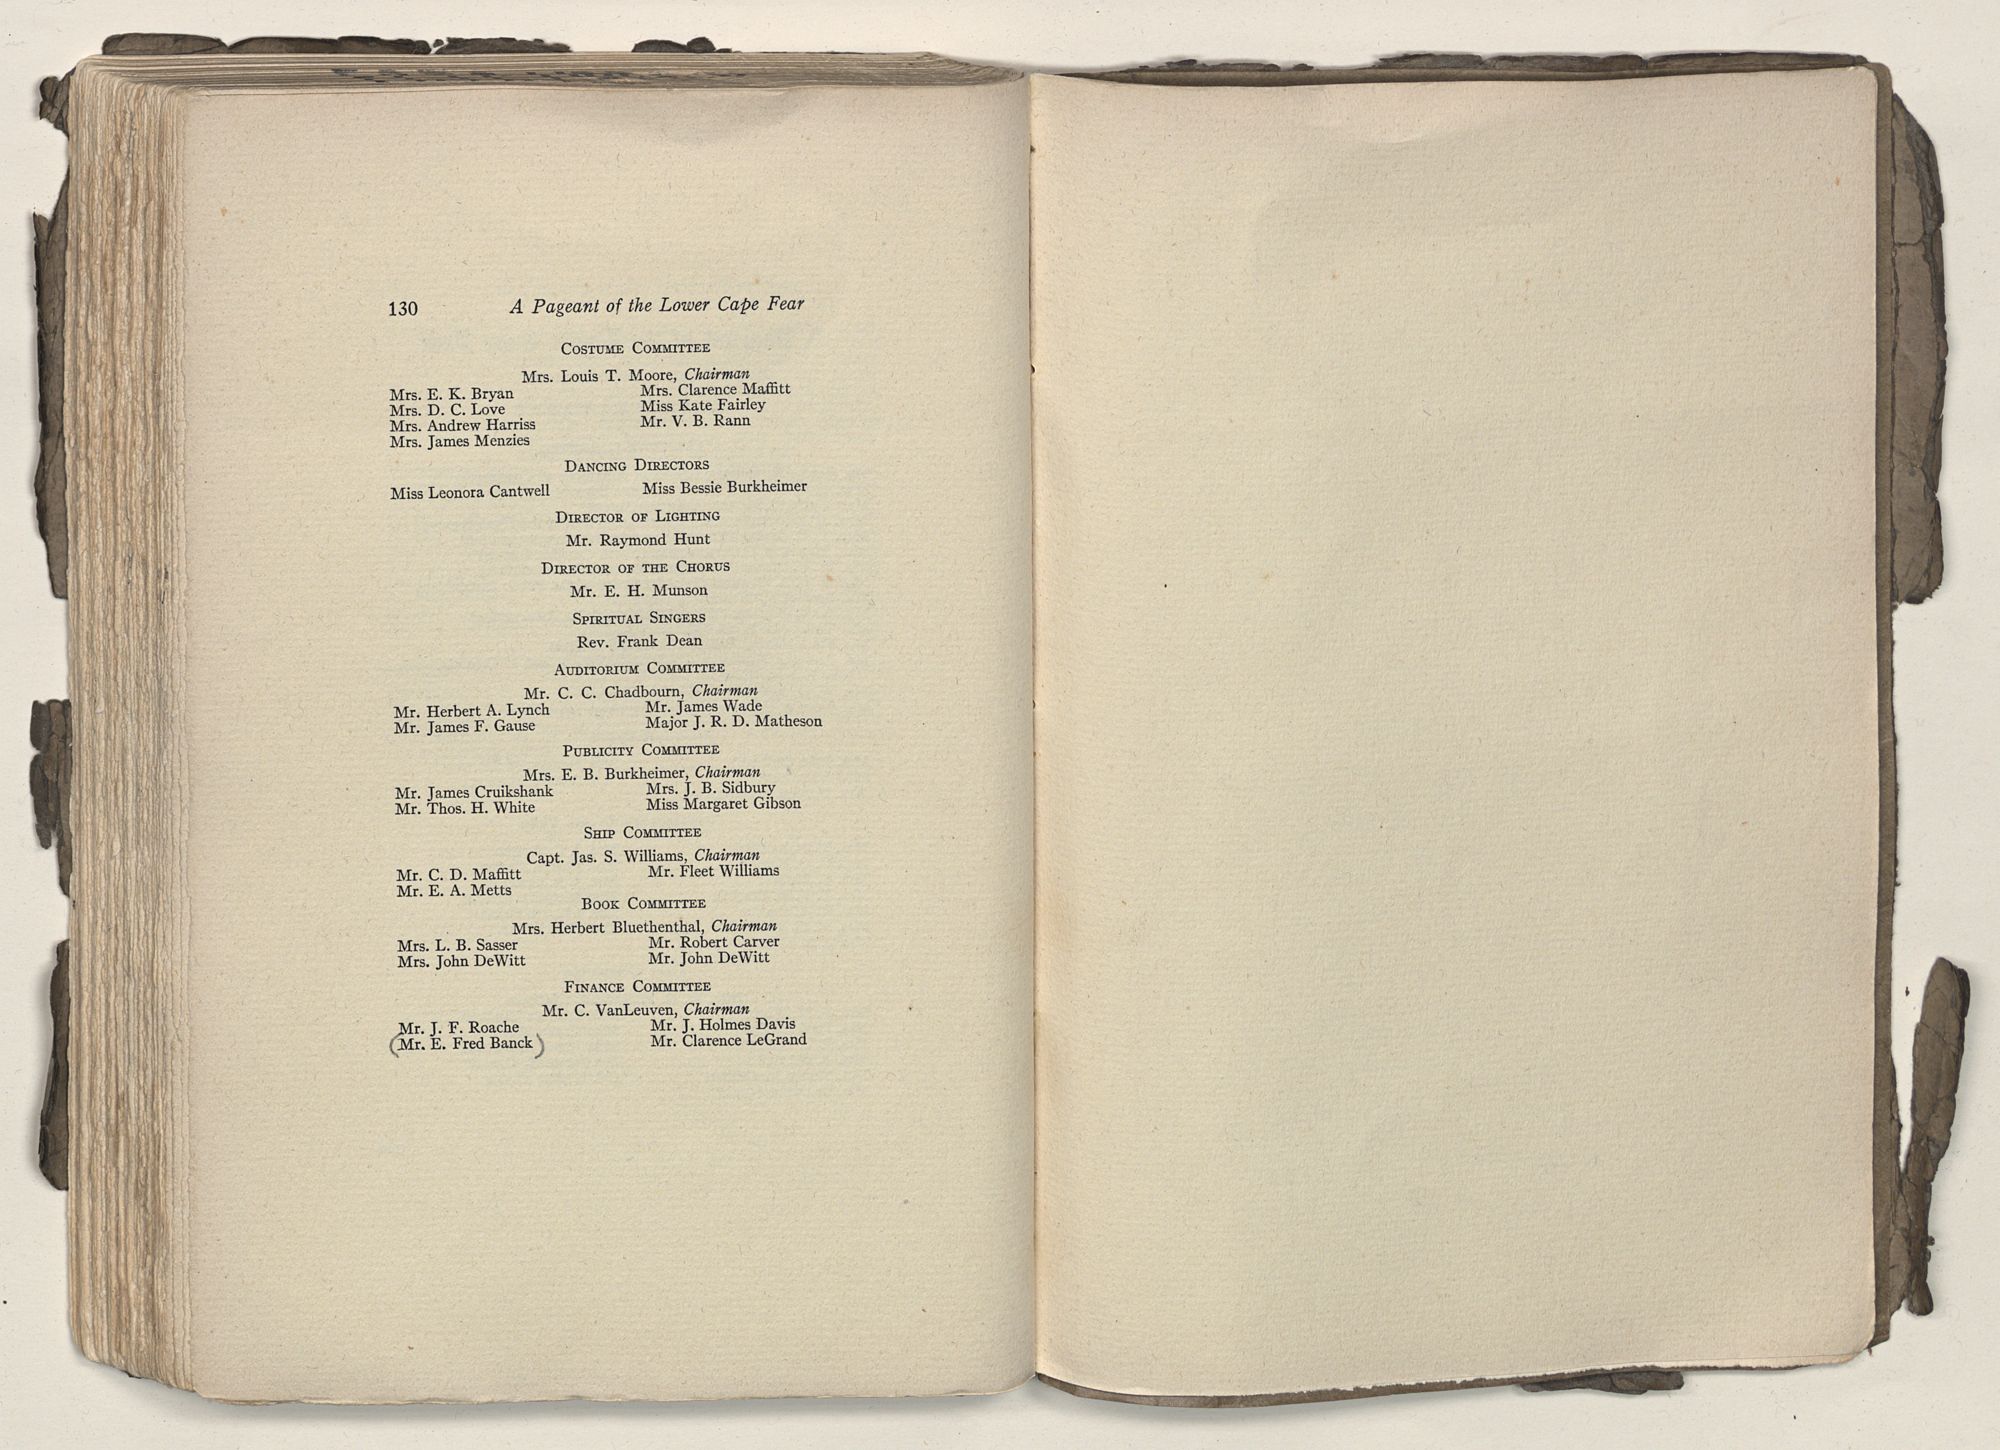 130 A Pageant of the Lower Cape Fear
COSTUME COMMITTEE
Mrs. Louis T. Moore, Chairman
Mrs. E. K. Bryan Mrs. Clarence Maffitt
Mrs. D. C. Love Miss Kate Fairley
Mrs. Andrew Harriss Mr. V. B. Rann
Mrs. James Menzies
DANCING DIRECTORS
Miss Leonora Cantwell Miss Bessie Burkheimer
DIRECTOR OF LIGHTING
Mr. Raymond Hunt
DIRECTOR OF THE CHORUS
Mr. E. H. Munson
SPIRITUAL SINGERS
Rev. Frank Dean
AUDITORIUM COMMITTEE
Mr. C. C. Chadbourn, Chairman
Mr. Herbert A. Lynch Mr. James Wade
Mr. James F. Gause Major J. R. D. Matheson
PUBLICITY COMMITTEE
Mrs. E. B. Burkheimer, Chairman
Mr. James Cruikshank Mrs. J. B. Sidbury
Mr. Thos. H. White Miss Margaret Gibson
SHIP COMMITTEE
Capt. Jas. S. Williams, Chairman
Mr. C. D. Maffitt Mr. Fleet Williams
Mr. E. A. Metts
BOOK COMMITTEE
Mrs. Herbert Bluethenthal, Chairman
Mrs. L. B. Sasser Mr. Robert Carver
Mrs. John DeWitt Mr. John DeWitt
FINANCE COMMITTEE
Mr. C. VanLeuven, Chairman
Mr. J. F. Roache Mr. J. Holmes Davis
(Mr. E. Fred Banck) Mr. Clarence LeGrand